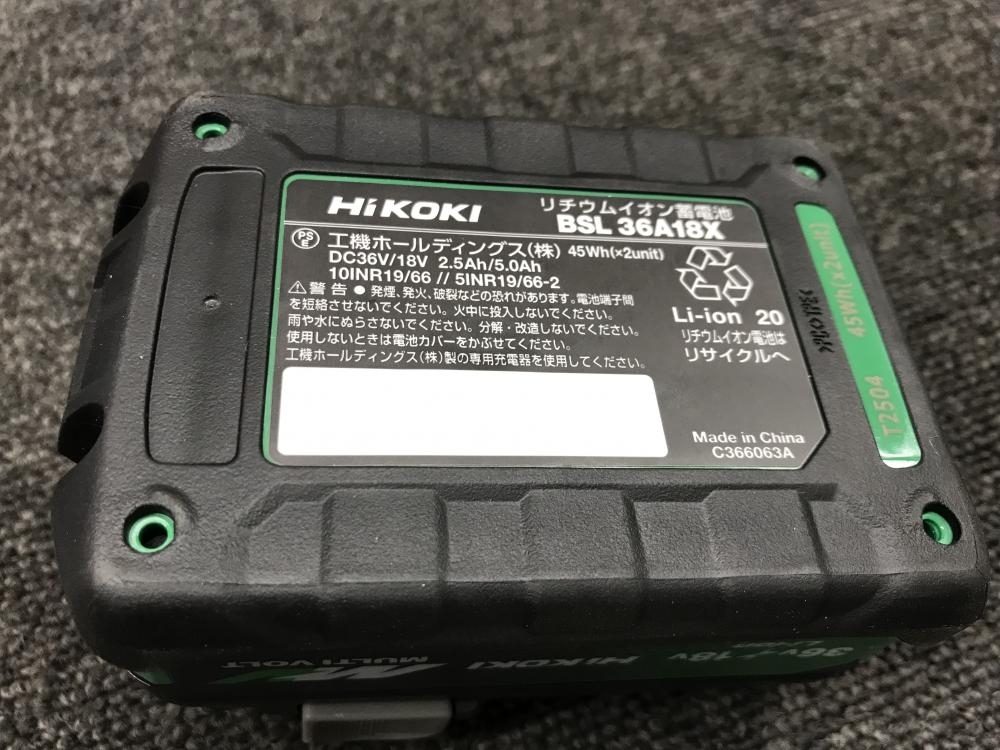 HiKOKI
リチウムイオン蓄電池
BSL 36A18X
PS
E
工機ホールディングス(株) 45Wh(×2unit)
DC36V/18V 2.5Ah/5.0Ah
10INR19/66 // 5INR19/66-2
⚠警告 ● 発煙、発火、破裂などの恐れがあります。電池端子間
を短絡させないでください。火中に投入しないでください。
雨や水にぬらさないでください。分解・改造しないでください。
使用しないときは電池カバーをかぶせてください。
工機ホールディングス(株)製の専用充電器を使用してください。
Li-ion 20
リチウムイオン電池は
リサイクルへ
Made in China
C366063A
T2504 45Wh(×2unit)
MULTI VOLT
HiKOKI
36V⇄18V